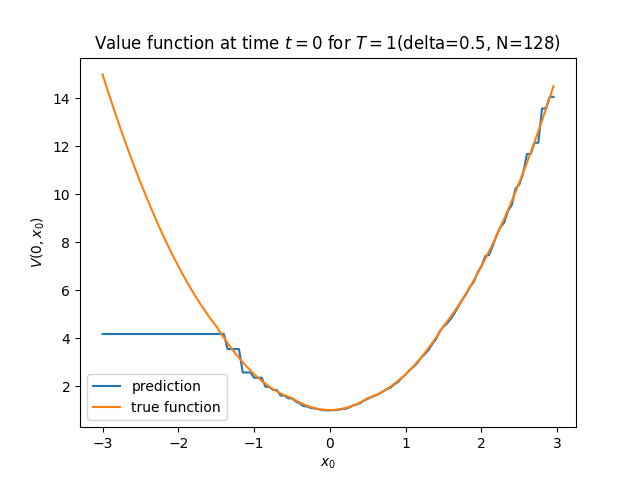 Value function at time t = 0 for T = 1(delta=0.5, N=128)
V(0, x₀)
14
12
10
8
6
4
2
prediction
true function
−3 −2 −1 0 1 2 3
x₀